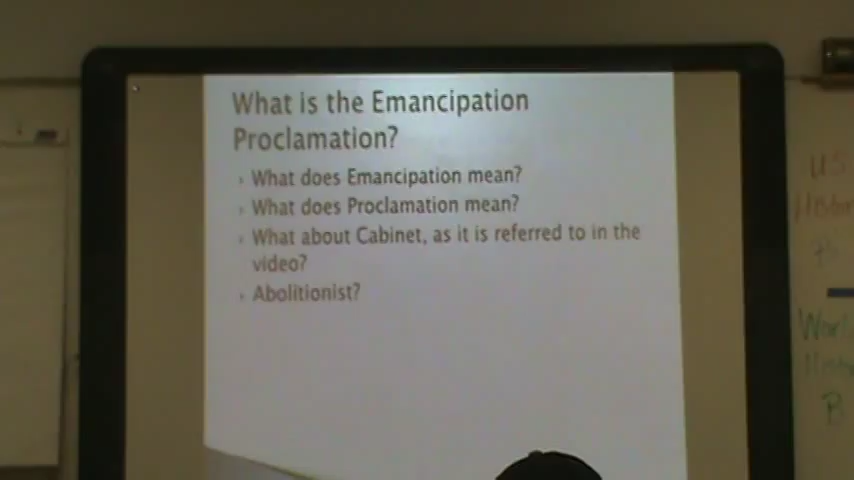 What is the Emancipation
Proclamation?
What does Emancipation mean?
What does Proclamation mean?
What about Cabinet, as it is referred to in the
video?
Abolitionist?
US
B
B